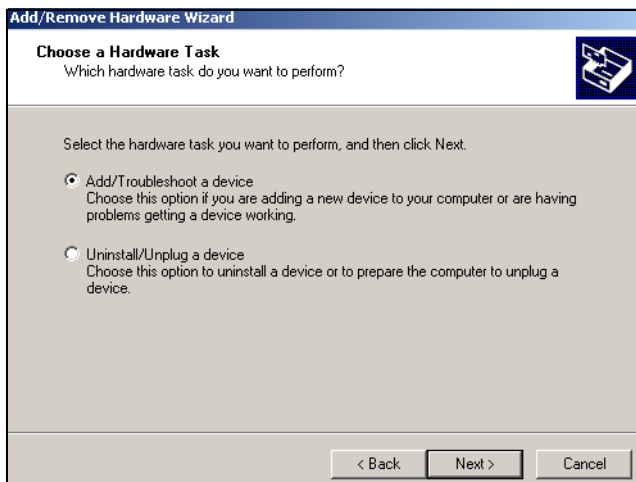 Add/Remove Hardware Wizard
Choose a Hardware Task
Which hardware task do you want to perform?
Select the hardware task you want to perform, and then click Next.
Add/Troubleshoot a device
Choose this option if you are adding a new device to your computer or are having
problems getting a device working.
Uninstall/Unplug a device
Choose this option to uninstall a device or to prepare the computer to unplug a
device.
< Back Next > Cancel